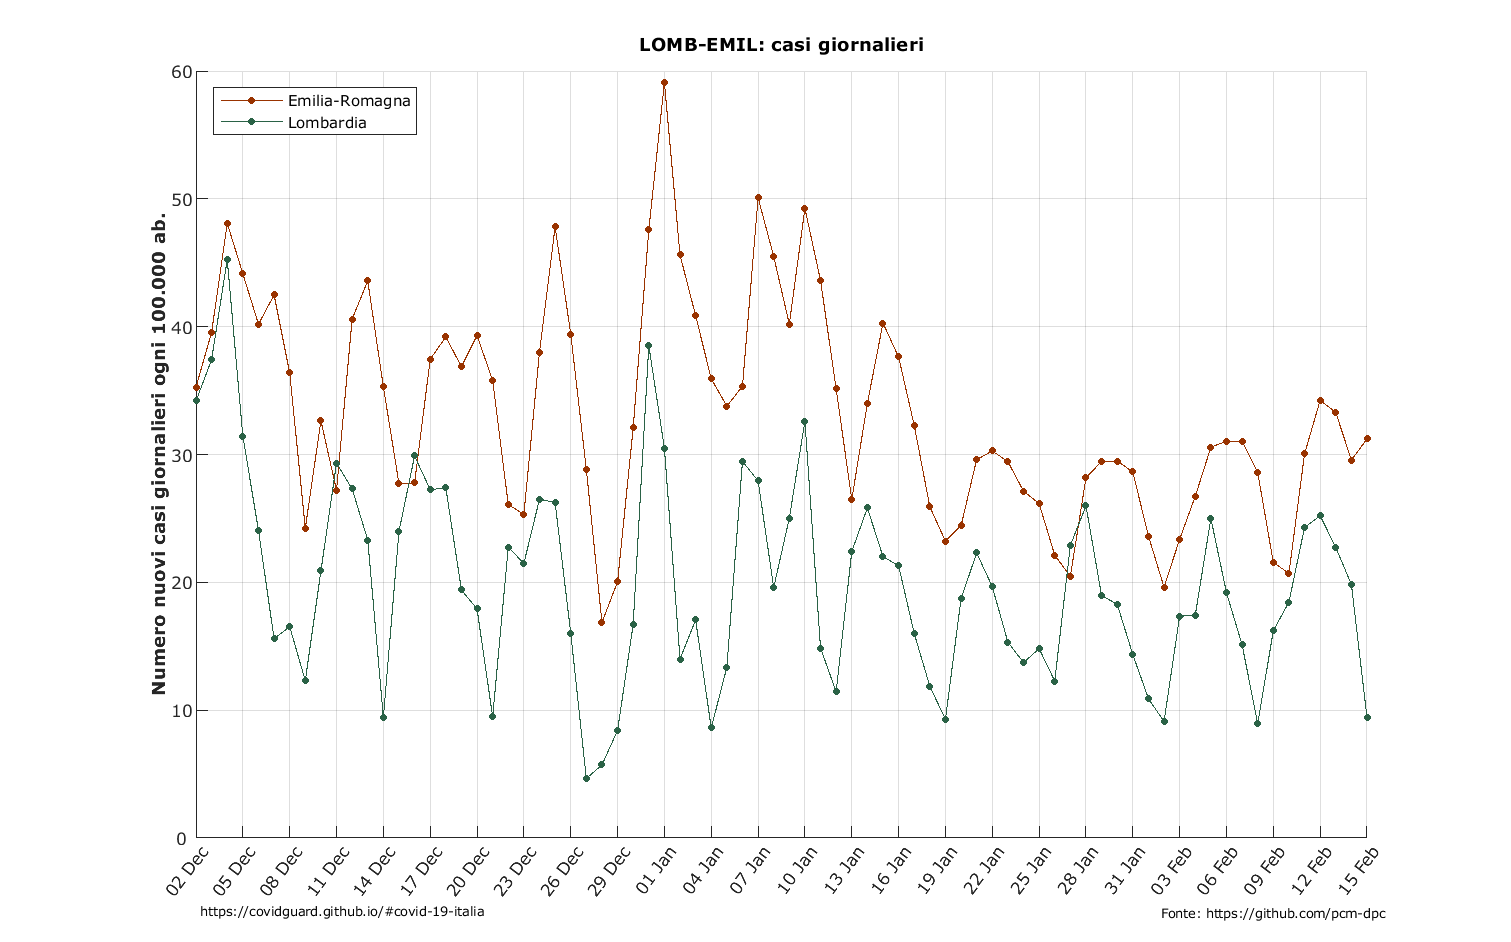 LOMB-EMIL: casi giornalieri
Emilia-Romagna
Lombardia
Numero nuovi casi giornalieri ogni 100.000 ab.
60
50
40
30
20
10
0
02 Dec
05 Dec
08 Dec
11 Dec
14 Dec
17 Dec
20 Dec
23 Dec
26 Dec
29 Dec
01 Jan
04 Jan
07 Jan
10 Jan
13 Jan
16 Jan
19 Jan
22 Jan
25 Jan
28 Jan
31 Jan
03 Feb
06 Feb
09 Feb
12 Feb
15 Feb
https://covidguard.github.io/#covid-19-italia
Fonte: https://github.com/pcm-dpc